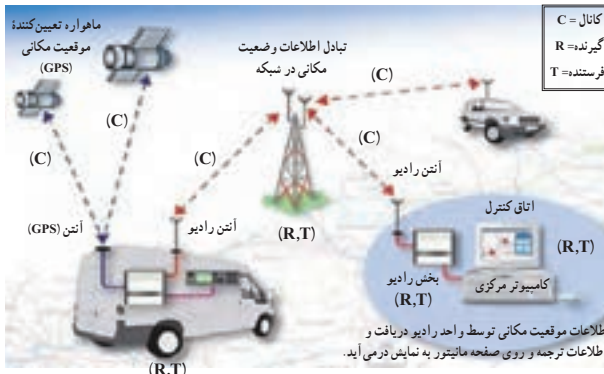 ماهواره تعیین‌کنندهٔ
موقعیت مکانی
(GPS)
تبادل اطلاعات وضعیت
مکانی در شبکه
کانال = C
گیرنده= R
فرستنده= T
(C)
(C)
(C)
(C)
(C)
آنتن رادیو
آنتن (GPS)
آنتن رادیو
(R,T)
اتاق کنترل
(R,T)
بخش رادیو
(R,T)
کامپیوتر مرکزی
(R,T)
طلاعات موقعیت مکانی توسط واحد رادیو دریافت و
طلاعات ترجمه و روی صفحه مانیتور به نمایش درمی‌آید.